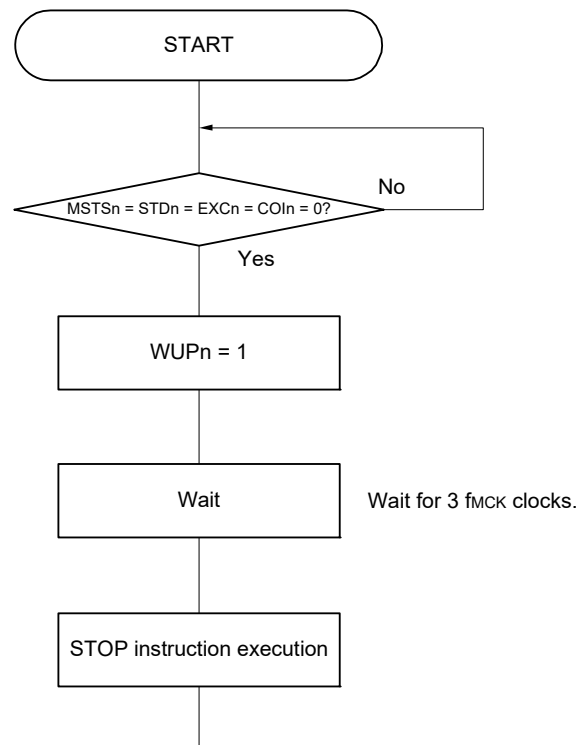 START
No
MSTSn = STDn = EXCn = COIn = 0?
Yes
WUPn = 1
Wait
Wait for 3 fMCK clocks.
STOP instruction execution